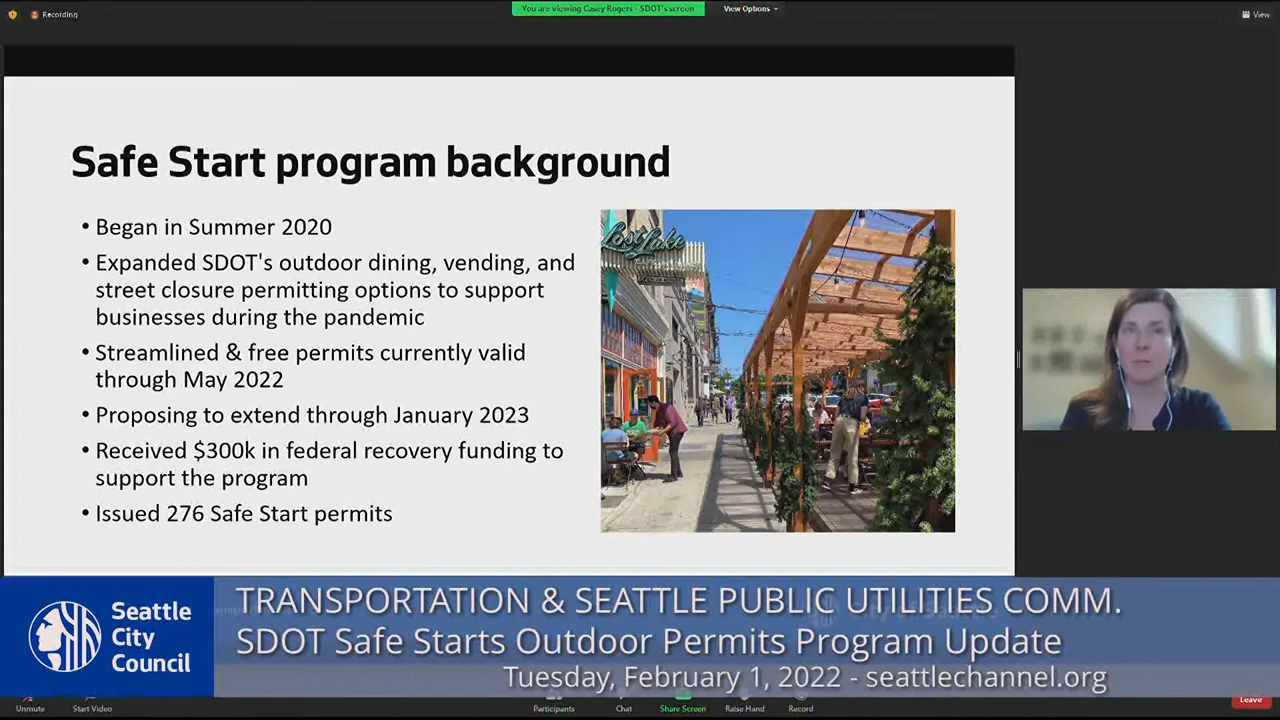 Recording
You are viewing Casey Rogers - SDOT's screen
View Options
View
Safe Start program background
• Began in Summer 2020
• Expanded SDOT's outdoor dining, vending, and
street closure permitting options to support
businesses during the pandemic
• Streamlined & free permits currently valid
through May 2022
• Proposing to extend through January 2023
• Received $300k in federal recovery funding to
support the program
• Issued 276 Safe Start permits
Lost Lake
Seattle
City
Council
TRANSPORTATION & SEATTLE PUBLIC UTILITIES COMM.
SDOT Safe Starts Outdoor Permits Program Update
Tuesday, February 1, 2022 - seattlechannel.org
Unmute
Start Video
Participants
Chat
Share Screen
Raise Hand
Record
Leave